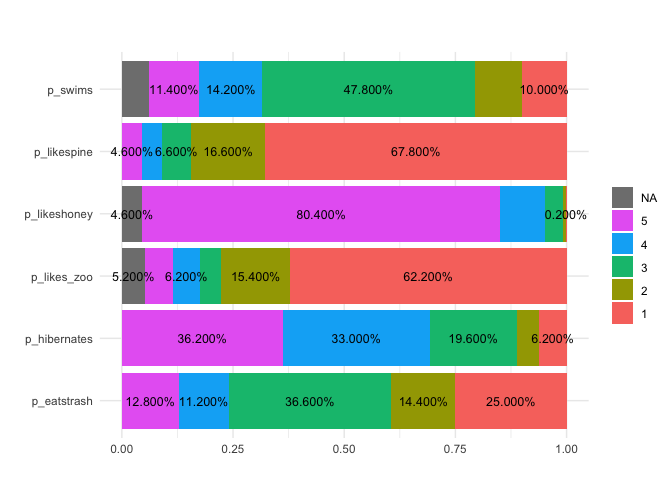 p_swims 11.400% 14.200% 47.800% 10.000%
p_likespine 4.600% 6.600% 16.600% 67.800%
p_likeshoney 4.600% 80.400% 0.200%
p_likes_zoo 5.200% 6.200% 15.400% 62.200%
p_hibernates 36.200% 33.000% 19.600% 6.200%
p_eatstrash 12.800% 11.200% 36.600% 14.400% 25.000%
0.00 0.25 0.50 0.75 1.00
NA
5
4
3
2
1